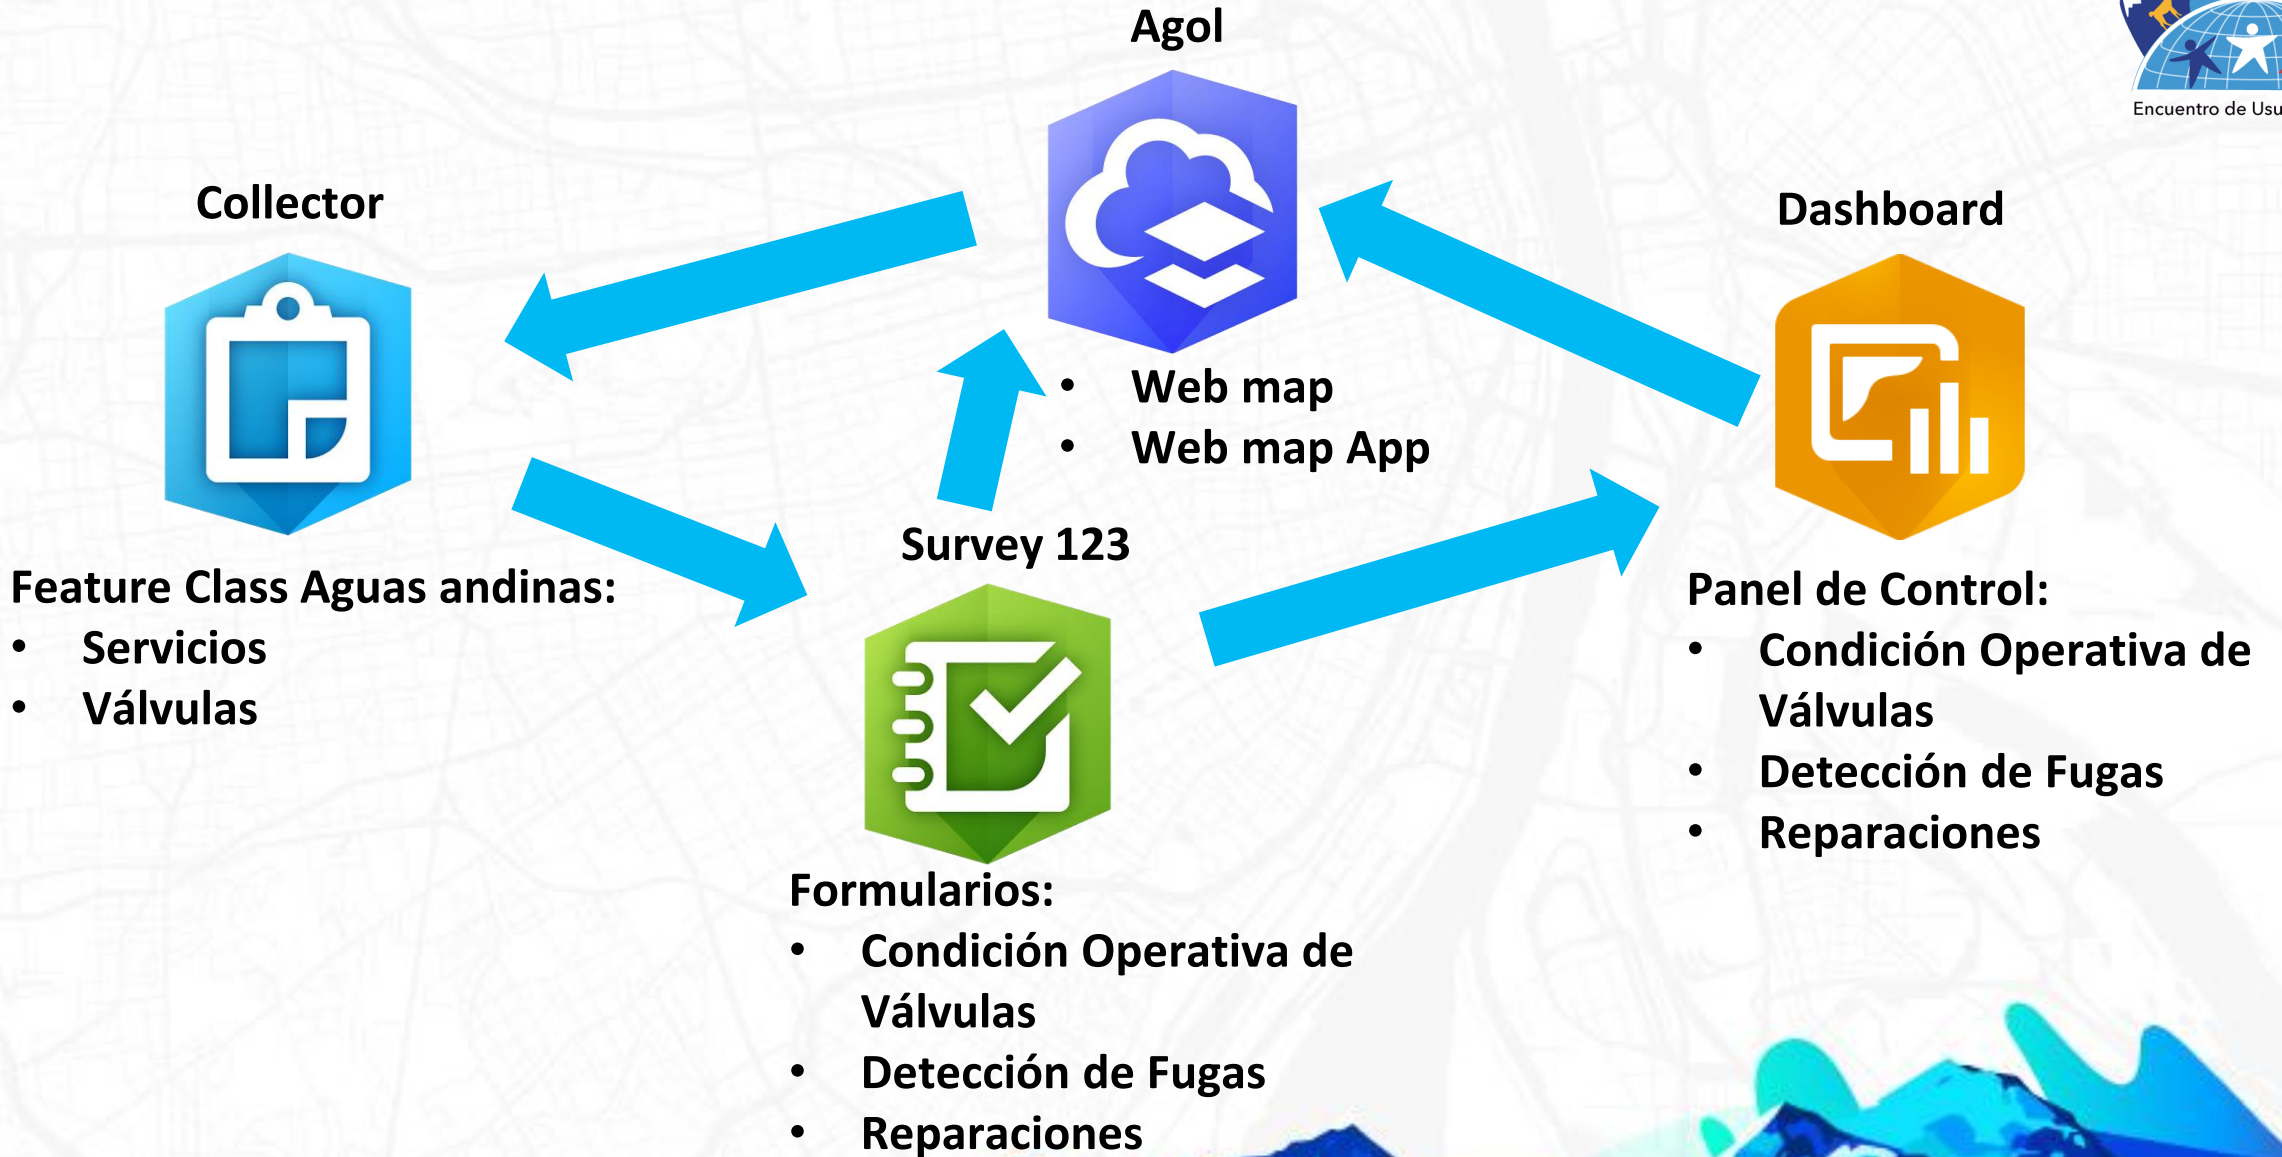 Agol
Encuentro de
Collector
Dashboard
• Web map
• Web map App
Survey 123
Feature Class Aguas andinas:
• Servicios
• Válvulas
Panel de Control:
• Condición Operativa de
Válvulas
• Detección de Fugas
• Reparaciones
Formularios:
• Condición Operativa de
Válvulas
• Detección de Fugas
• Reparaciones